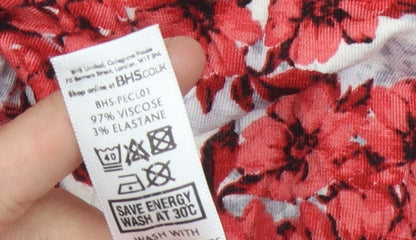 BHS Limited, Colegrave House
70 Berners Street, London, W1T 3NL
Shop online at BHS.CO.UK
BHS-PECL01
97% VISCOSE
3% ELASTANE
40
SAVE ENERGY
WASH AT 30°C
WASH WITH